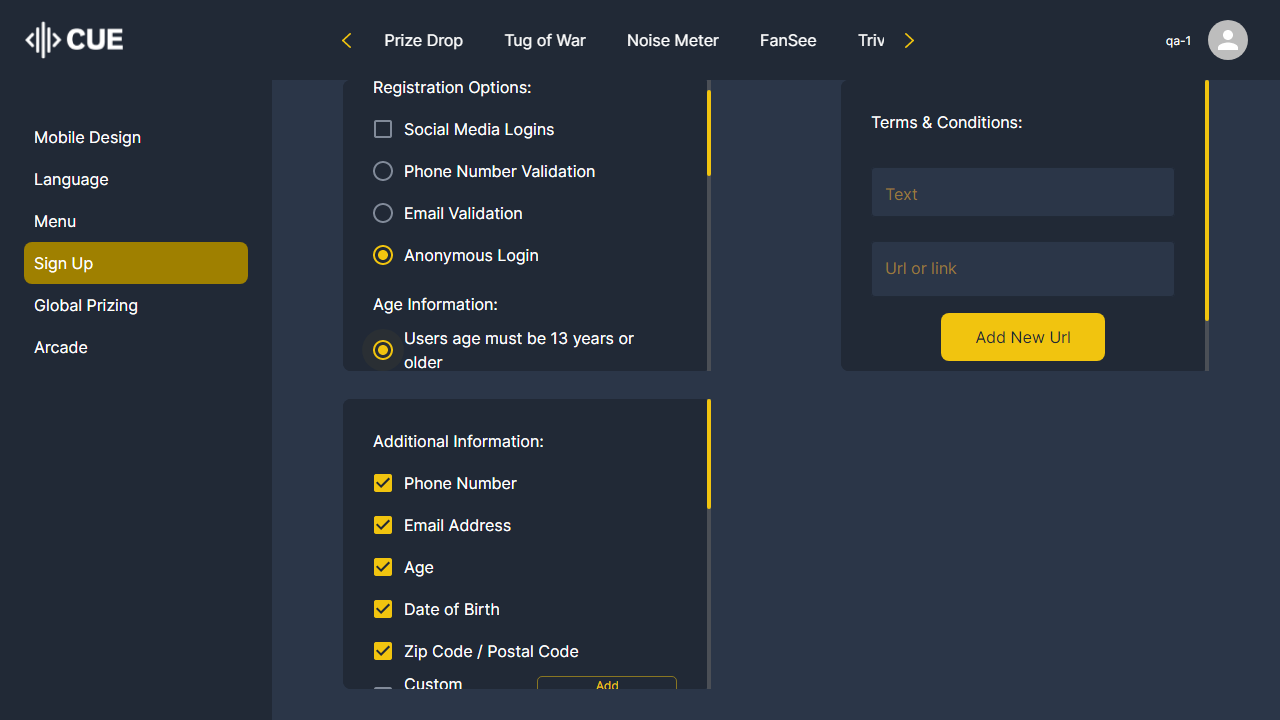 CUE
Prize Drop
Tug of War
Noise Meter
FanSee
Triv
qa-1
Mobile Design
Language
Menu
Sign Up
Global Prizing
Arcade
Registration Options:
Social Media Logins
Phone Number Validation
Email Validation
Anonymous Login
Age Information:
Users age must be 13 years or
older
Terms & Conditions:
Text
Url or link
Add New Url
Additional Information:
Phone Number
Email Address
Age
Date of Birth
Zip Code / Postal Code
Custom
Add